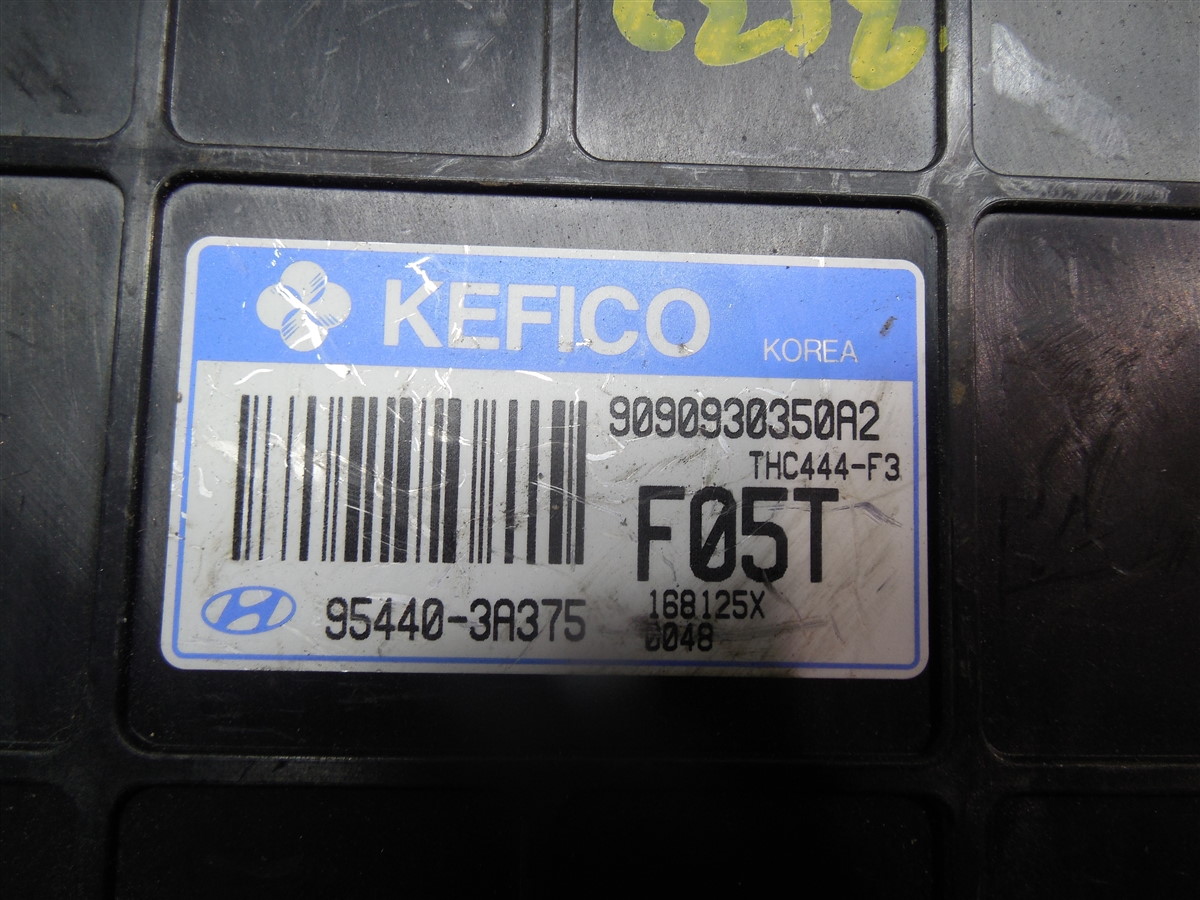 KEFICO
KOREA
9090930350A2
THC444-F3
F05T
168125X
0048
95440-3A375